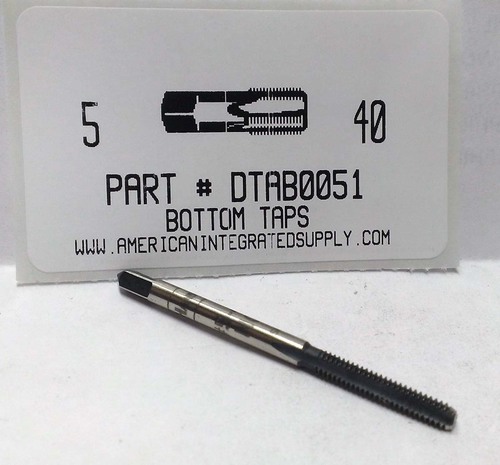 5 40
PART # DTAB0051
BOTTOM TAPS
WWW.AMERICANINTEGRATEDSUPPLY.COM